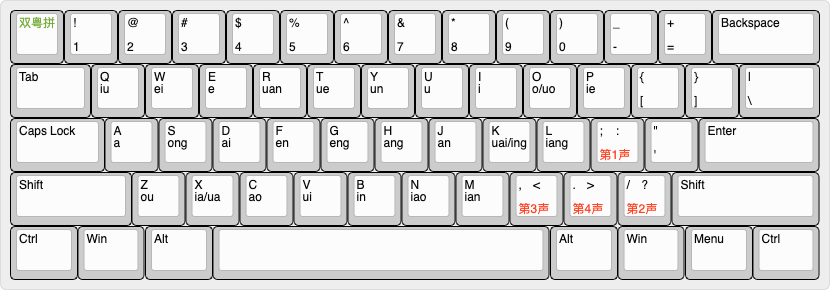 双粤拼 ! @ # $ % ^ & * ( ) _ + Backspace
1 2 3 4 5 6 7 8 9 0 - =
Tab Q W E R T Y U I O P { } |
iu ei e uan ue un u i o/uo ie [ ] \
Caps Lock A S D F G H J K L ; : " Enter
a ong ai en eng ang an uai/ing iang 第1声 '
Shift Z X C V B N M , < . > / ? Shift
ou ia/ua ao ui in iao ian 第3声 第4声 第2声
Ctrl Win Alt Alt Win Menu Ctrl